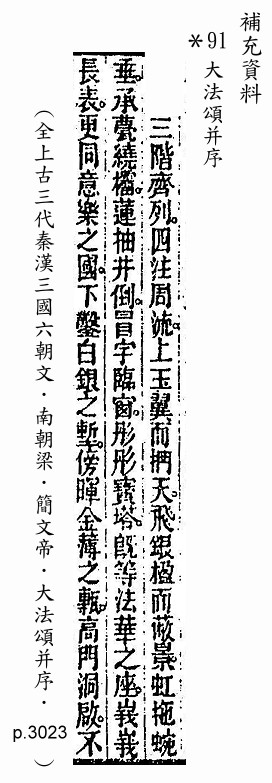 補充資料
*91 大法頌并序
三階齊列。四注周流。上玉翼而捫天。飛銀楹而蔽景。虹拖蜿
垂。承甍繞檻。蓮抽井倒。冒字臨窗。彤彤寶塔。既等法華之座。峩峩
長表。更同意樂之國。下鑿白銀之塹。傍暉金薄之甎。高門洞啟。不
(全上古三代秦漢三國六朝文.南朝梁.簡文帝.大法頌并序. p.3023 )